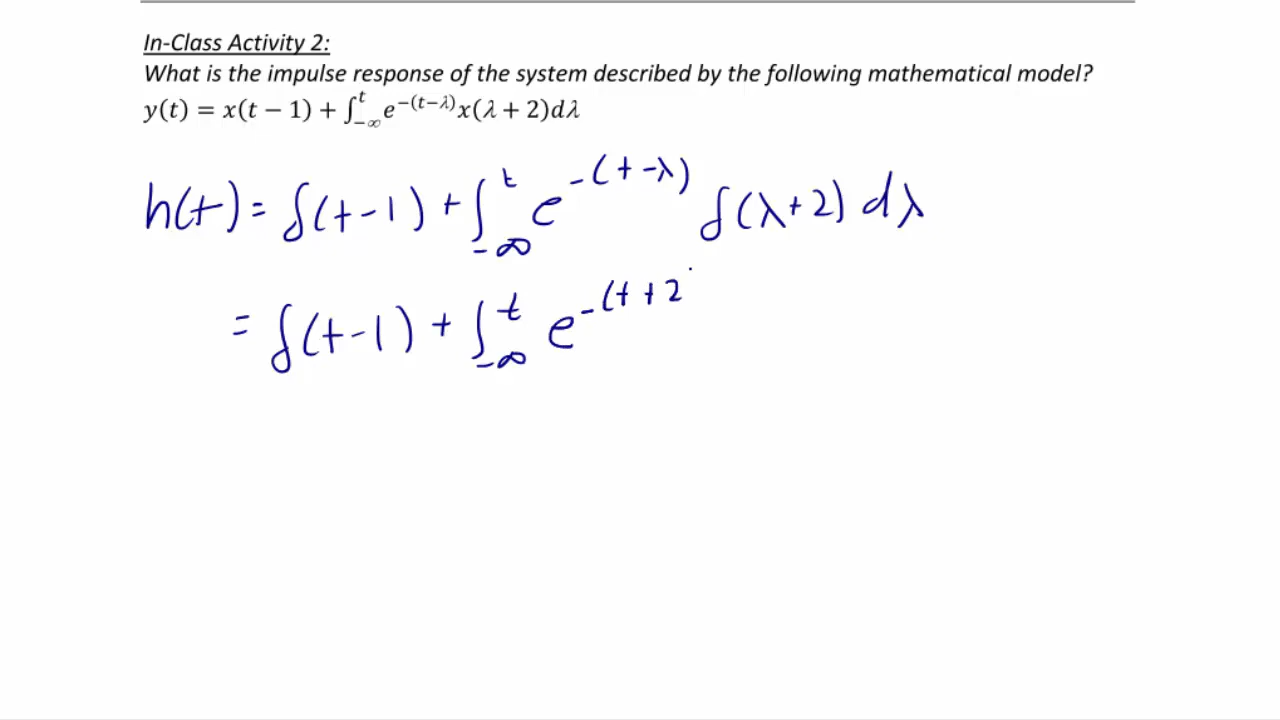 In-Class Activity 2:
What is the impulse response of the system described by the following mathematical model?
y(t) = x(t − 1) + ∫_{−∞}^{t} e^{−(t−λ)}x(λ + 2)dλ
h(t) = δ(t-1) + ∫_{-∞}^{t} e^{-(t-λ)} δ(λ+2) dλ
= δ(t-1) + ∫_{-∞}^{t} e^{-(t+2